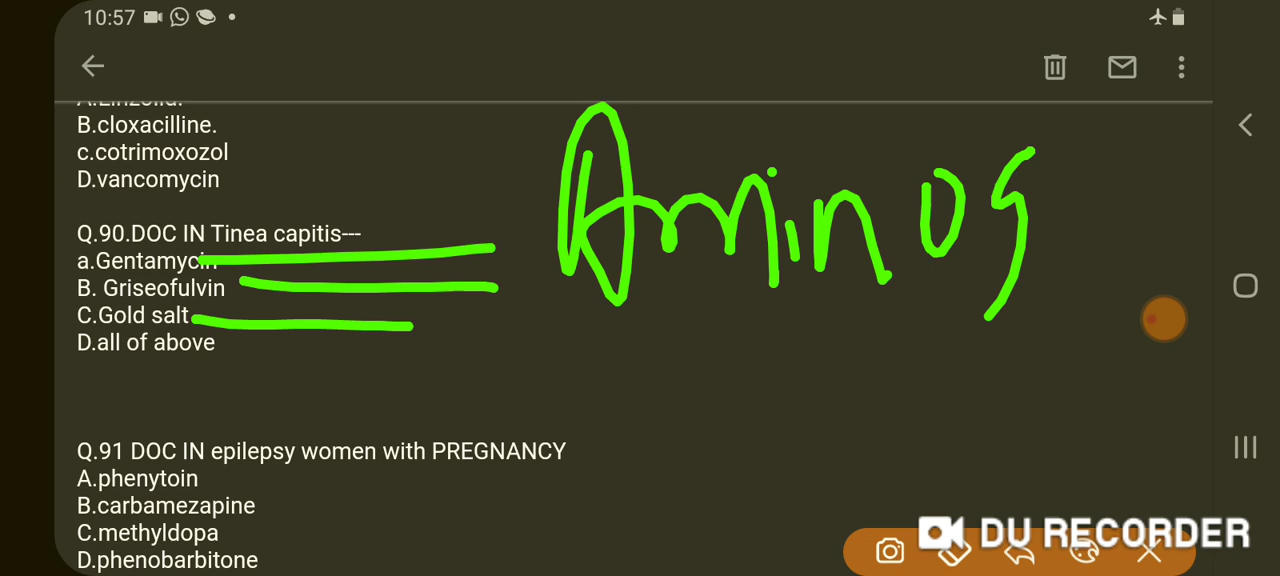 10:57
B.cloxacilline.
c.cotrimoxozol
D.vancomycin
Q.90.DOC IN Tinea capitis---
a.Gentamycin
B. Griseofulvin
C.Gold salt
D.all of above
Aminos
Q.91 DOC IN epilepsy women with PREGNANCY
A.phenytoin
B.carbamezapine
C.methyldopa
D.phenobarbitone
DU RECORDER